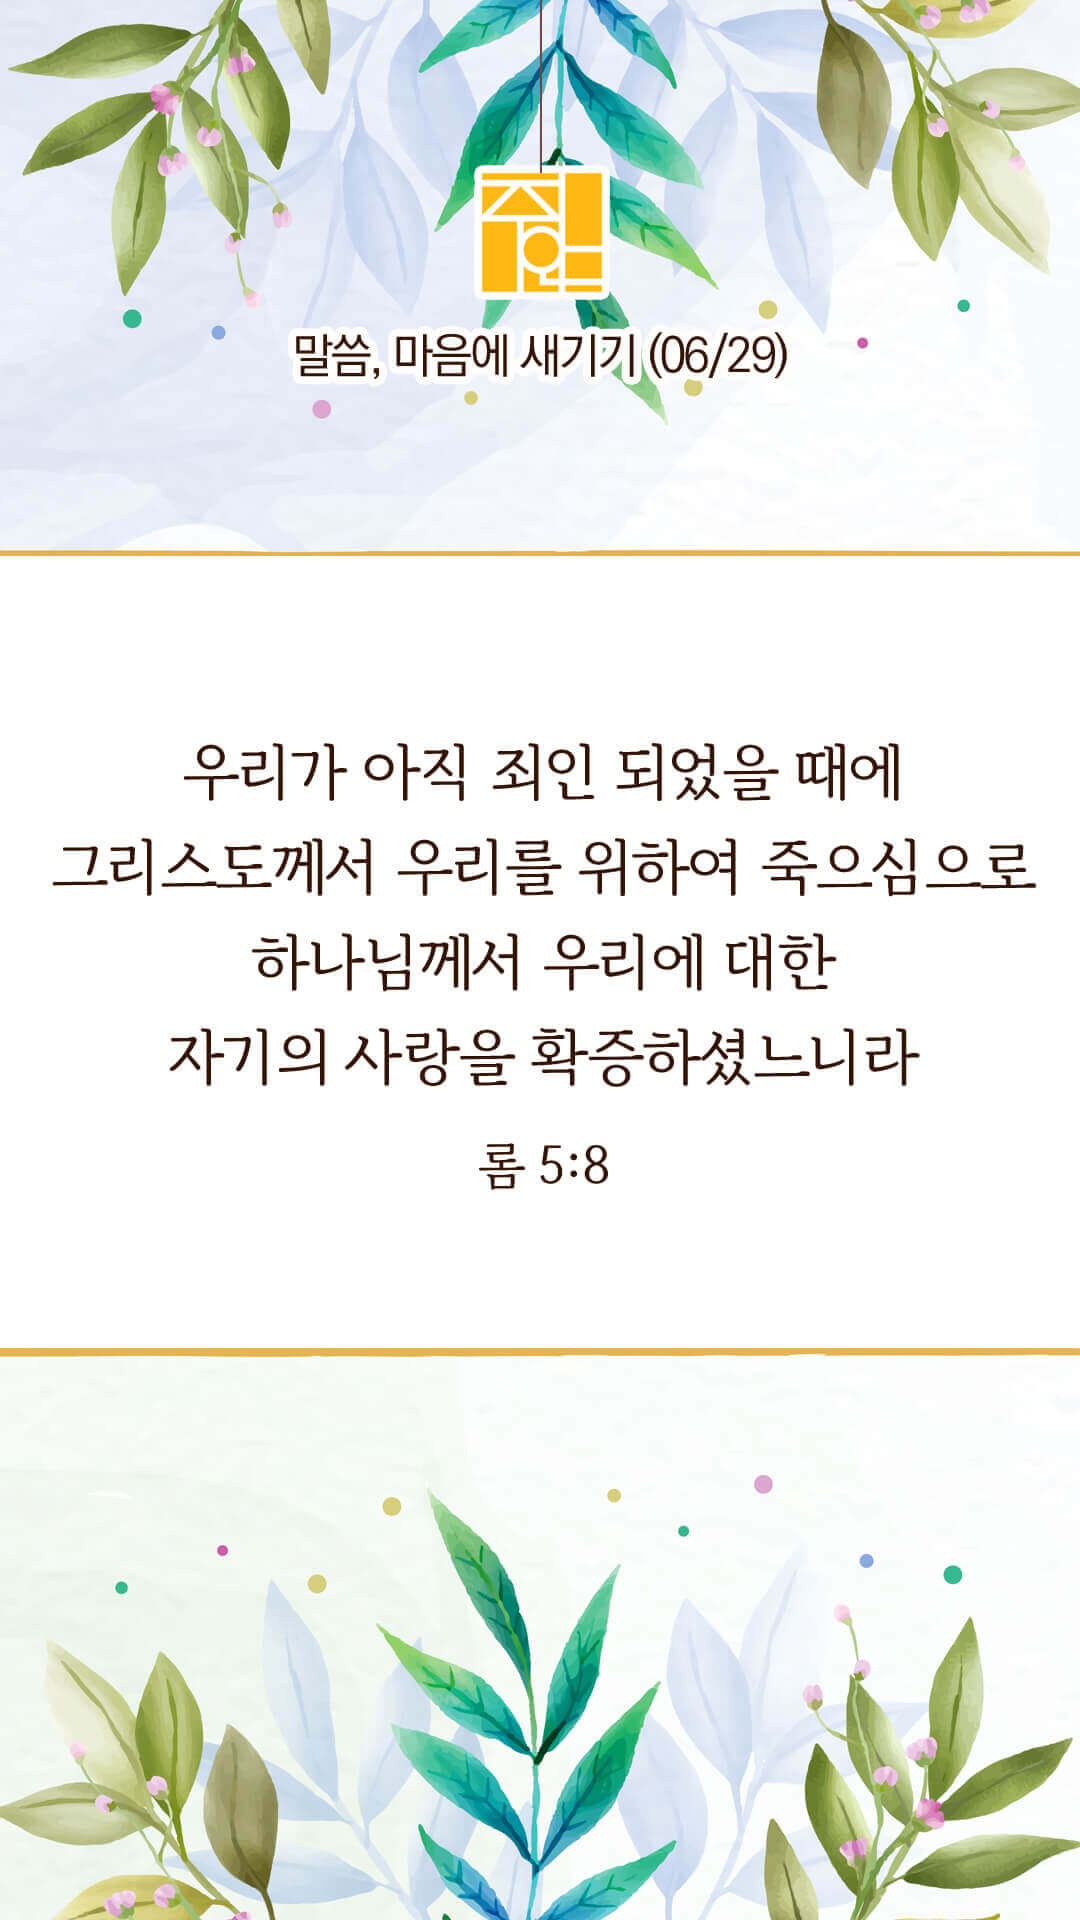 주인
말씀, 마음에 새기기 (06/29)
우리가 아직 죄인 되었을 때에
그리스도께서 우리를 위하여 죽으심으로
하나님께서 우리에 대한
자기의 사랑을 확증하셨느니라
롬 5:8